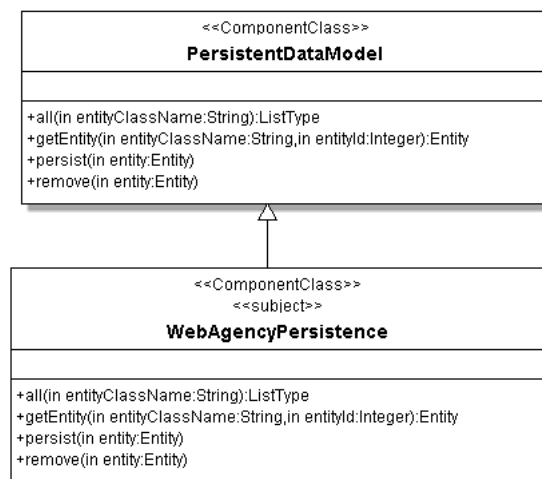 <<ComponentClass>>
PersistentDataModel
+all(in entityClassName:String):ListType
+getEntity(in entityClassName:String,in entityId:Integer):Entity
+persist(in entity:Entity)
+remove(in entity:Entity)
<<ComponentClass>>
<<subject>>
WebAgencyPersistence
+all(in entityClassName:String):ListType
+getEntity(in entityClassName:String,in entityId:Integer):Entity
+persist(in entity:Entity)
+remove(in entity:Entity)